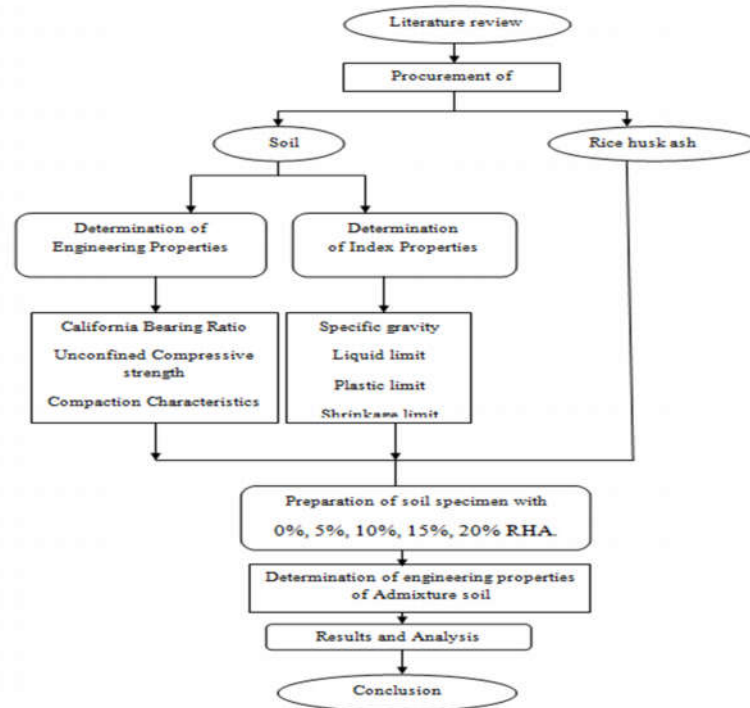 Literature review
Procurement of
Soil
Rice husk ash
Determination of
Engineering Properties
Determination
of Index Properties
California Bearing Ratio
Unconfined Compressive
strength
Compaction Characteristics
Specific gravity
Liquid limit
Plastic limit
Shrinkage limit
Preparation of soil specimen with
0%, 5%, 10%, 15%, 20% RHA.
Determination of engineering properties
of Admixture soil
Results and Analysis
Conclusion